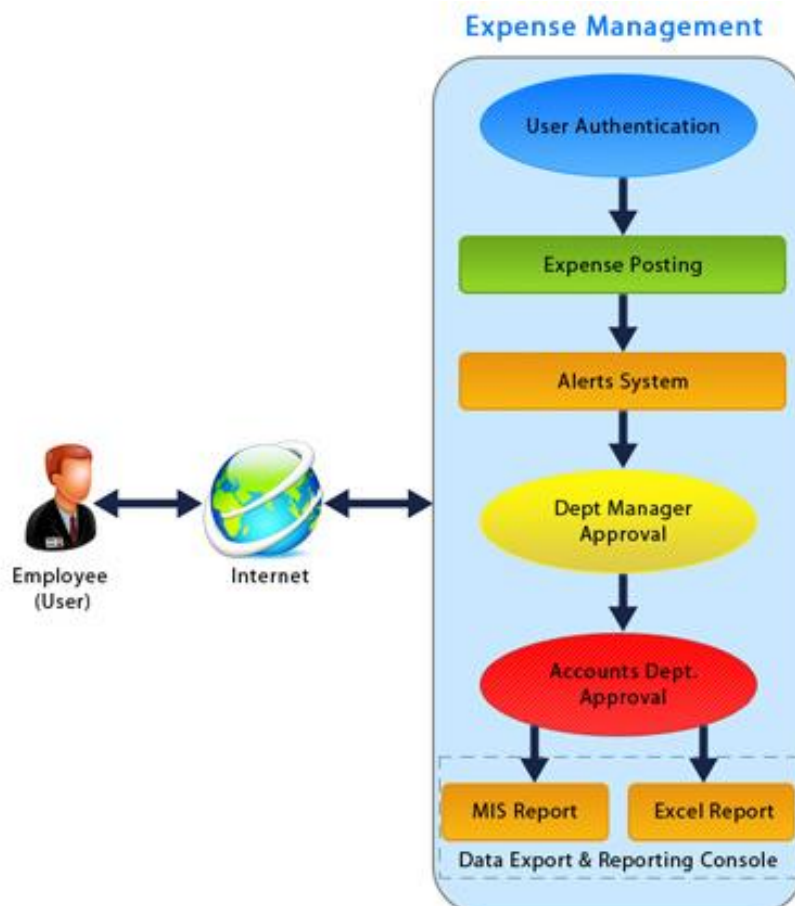 Expense Management
User Authentication
Expense Posting
Alerts System
Dept Manager
Approval
Accounts Dept.
Approval
MIS Report
Excel Report
Data Export & Reporting Console
Employee
(User)
Internet